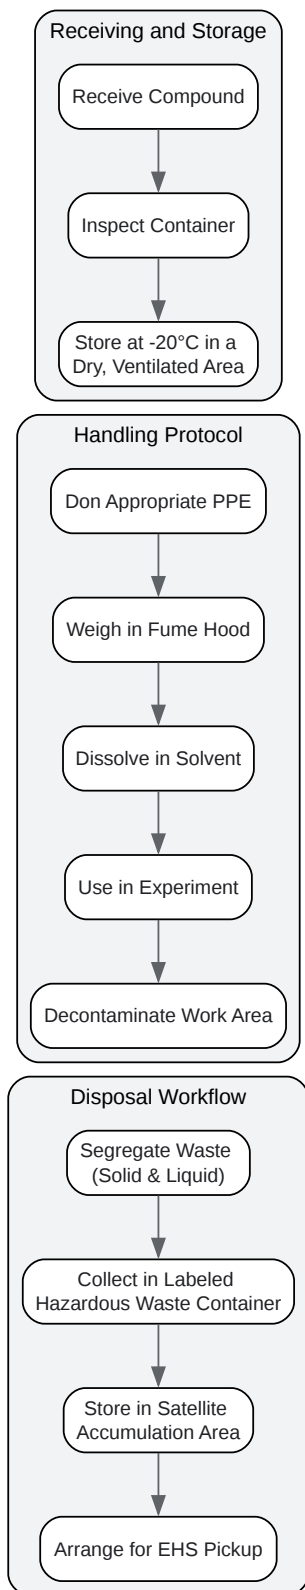 Receiving and Storage
Receive Compound
Inspect Container
Store at -20°C in a
Dry, Ventilated Area
Handling Protocol
Don Appropriate PPE
Weigh in Fume Hood
Dissolve in Solvent
Use in Experiment
Decontaminate Work Area
Disposal Workflow
Segregate Waste
(Solid & Liquid)
Collect in Labeled
Hazardous Waste Container
Store in Satellite
Accumulation Area
Arrange for EHS Pickup